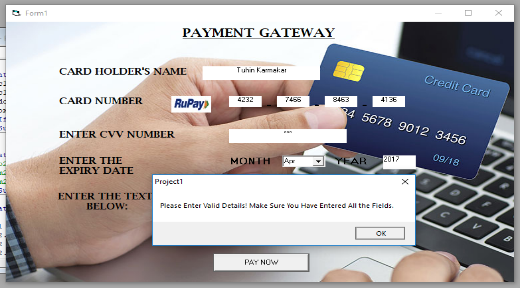 Form1
PAYMENT GATEWAY
CARD HOLDER'S NAME Tuhin Karmakar
CARD NUMBER RuPay 4232 - 7466 - 8463 - 4136
ENTER CVV NUMBER ***
ENTER THE EXPIRY DATE MONTH Apr YEAR 2017
ENTER THE TEXT
BELOW:
Project1
Please Enter Valid Details! Make Sure You Have Entered All the Fields.
OK
PAY NOW
Credit Card
34 5678 9012 3456
09/18